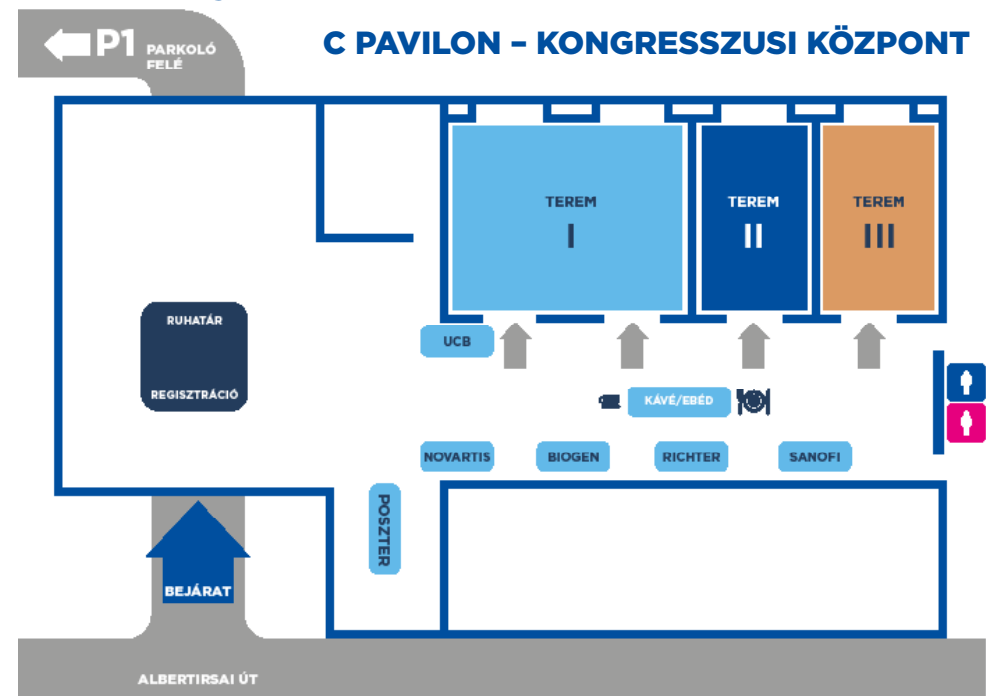 P1 PARKOLÓ
FELÉ
C PAVILON – KONGRESSZUSI KÖZPONT
TEREM
I
TEREM
II
TEREM
III
RUHATÁR
REGISZTRÁCIÓ
UCB
KÁVÉ/EBÉD
NOVARTIS
BIOGEN
RICHTER
SANOFI
POSZTER
BEJÁRAT
ALBERTIRSAI ÚT